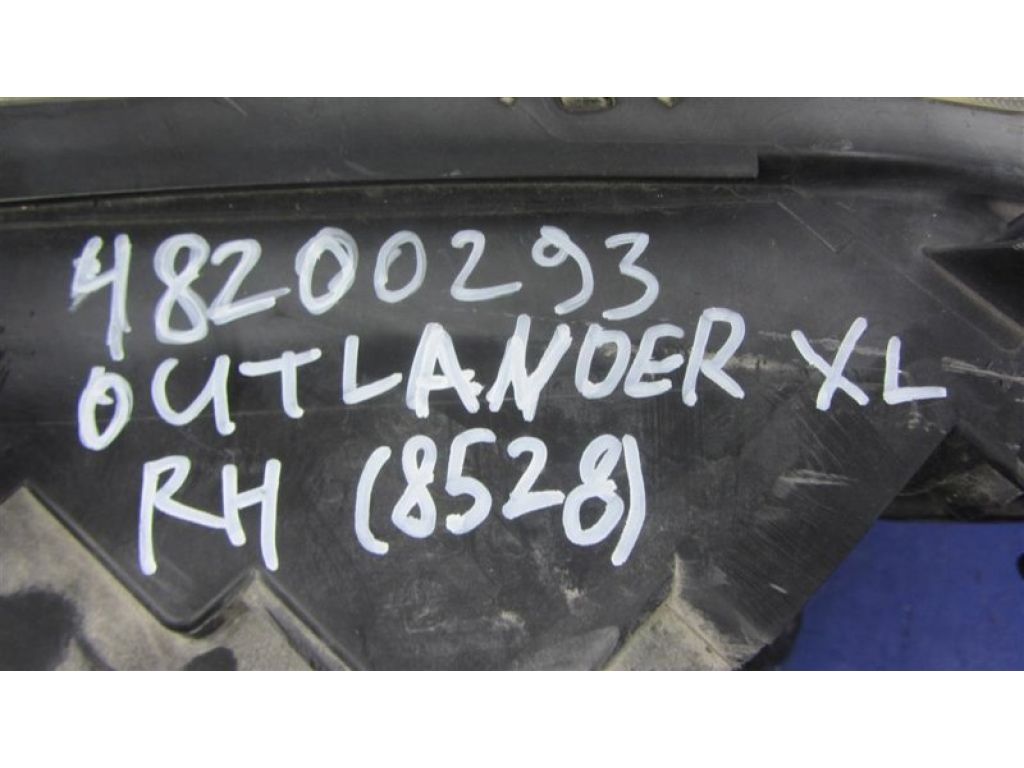 48200293
OUTLANDER XL
RH (8528)